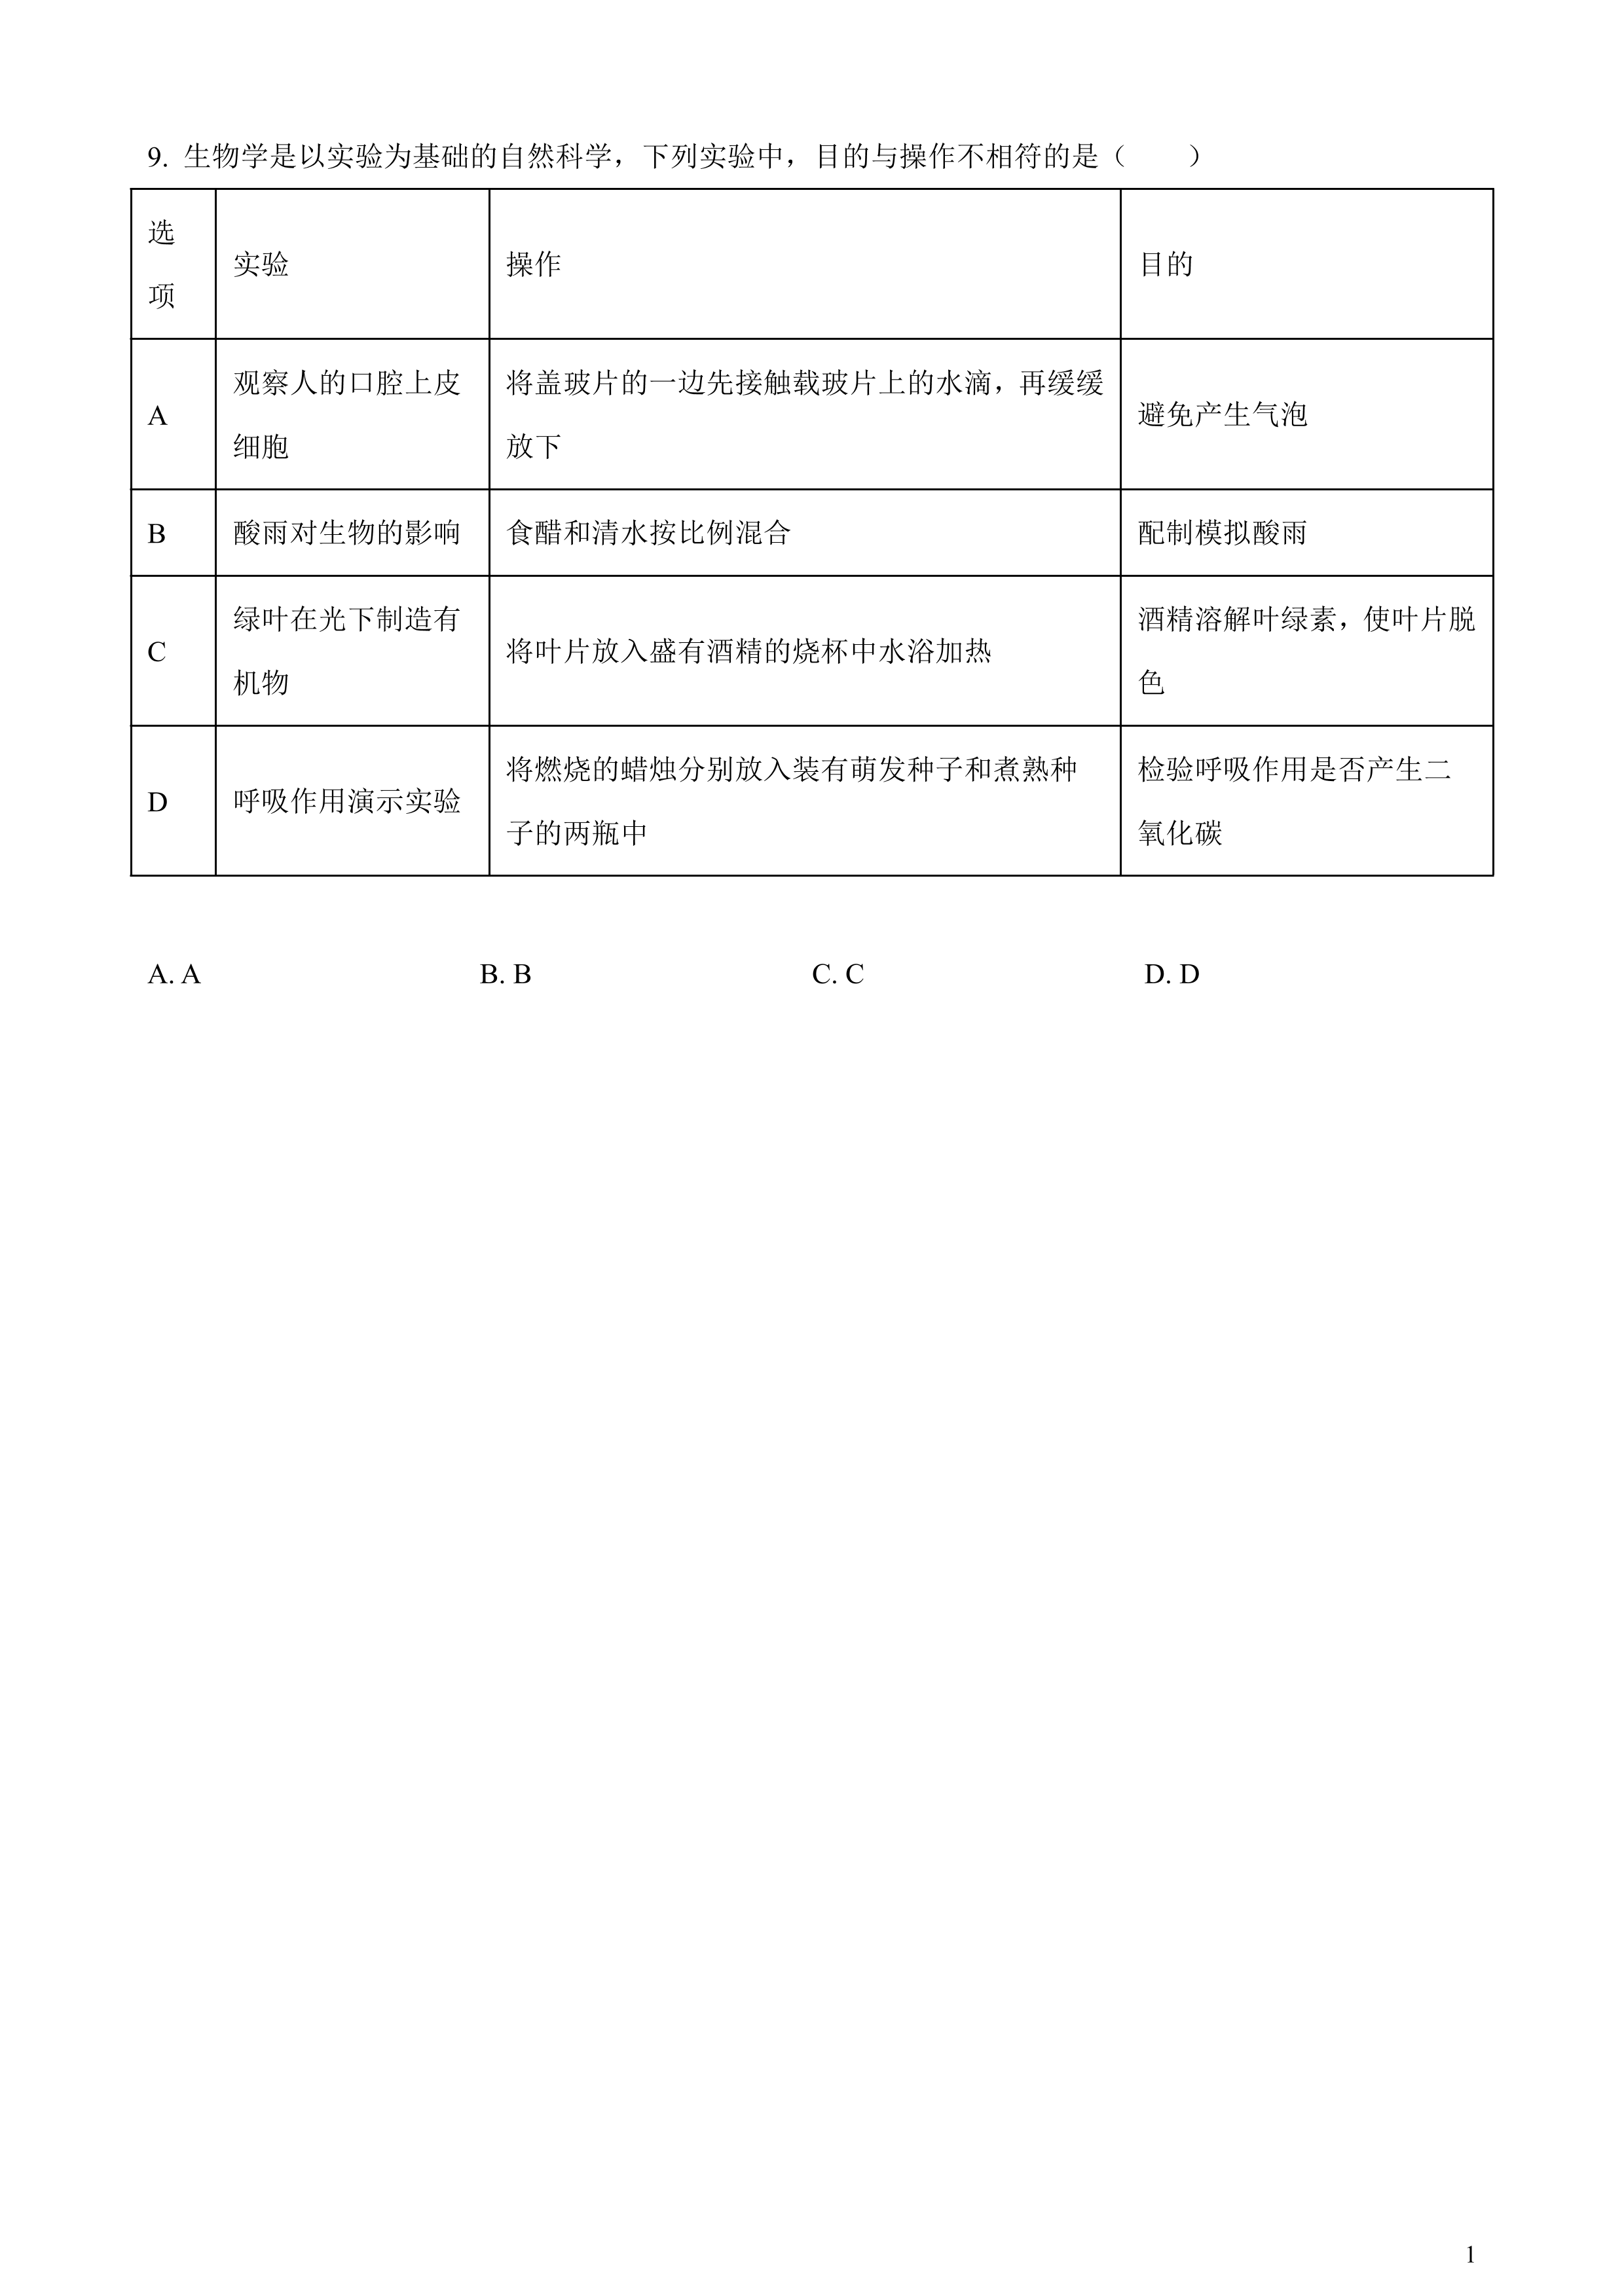 9. 生物学是以实验为基础的自然科学，下列实验中，目的与操作不相符的是（　　）
选
项
实验
操作
目的
A
观察人的口腔上皮
细胞
将盖玻片的一边先接触载玻片上的水滴，再缓缓
放下
避免产生气泡
B
酸雨对生物的影响
食醋和清水按比例混合
配制模拟酸雨
C
绿叶在光下制造有
机物
将叶片放入盛有酒精的烧杯中水浴加热
酒精溶解叶绿素，使叶片脱
色
D
呼吸作用演示实验
将燃烧的蜡烛分别放入装有萌发种子和煮熟种
子的两瓶中
检验呼吸作用是否产生二
氧化碳
A. A B. B C. C D. D
1